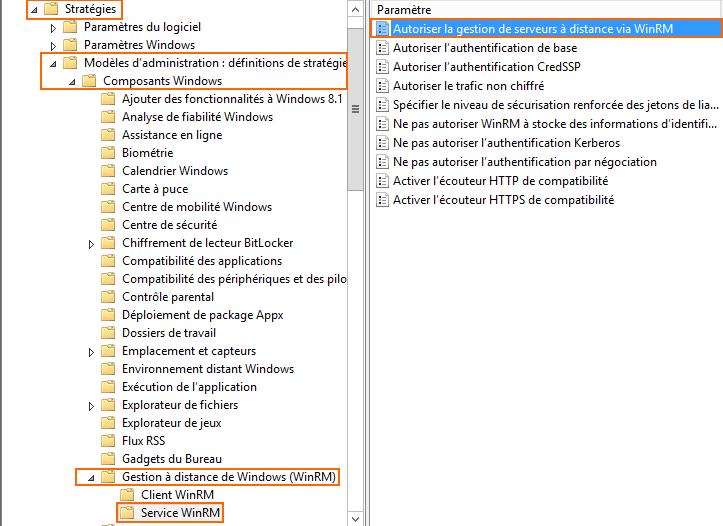 Stratégies
Paramètres du logiciel
Paramètres Windows
Modèles d'administration : définitions de stratégie
Composants Windows
Ajouter des fonctionnalités à Windows 8.1
Analyse de fiabilité Windows
Assistance en ligne
Biométrie
Calendrier Windows
Carte à puce
Centre de mobilité Windows
Centre de sécurité
Chiffrement de lecteur BitLocker
Compatibilité des applications
Compatibilité des périphériques et des pilo
Contrôle parental
Déploiement de package Appx
Dossiers de travail
Emplacement et capteurs
Environnement distant Windows
Exécution de l'application
Explorateur de fichiers
Explorateur de jeux
Flux RSS
Gadgets du Bureau
Gestion à distance de Windows (WinRM)
Client WinRM
Service WinRM
Paramètre
Autoriser la gestion de serveurs à distance via WinRM
Autoriser l'authentification de base
Autoriser l'authentification CredSSP
Autoriser le trafic non chiffré
Spécifier le niveau de sécurisation renforcée des jetons de lia...
Ne pas autoriser WinRM à stocke des informations d'identifi...
Ne pas autoriser l'authentification Kerberos
Ne pas autoriser l'authentification par négociation
Activer l'écouteur HTTP de compatibilité
Activer l'écouteur HTTPS de compatibilité